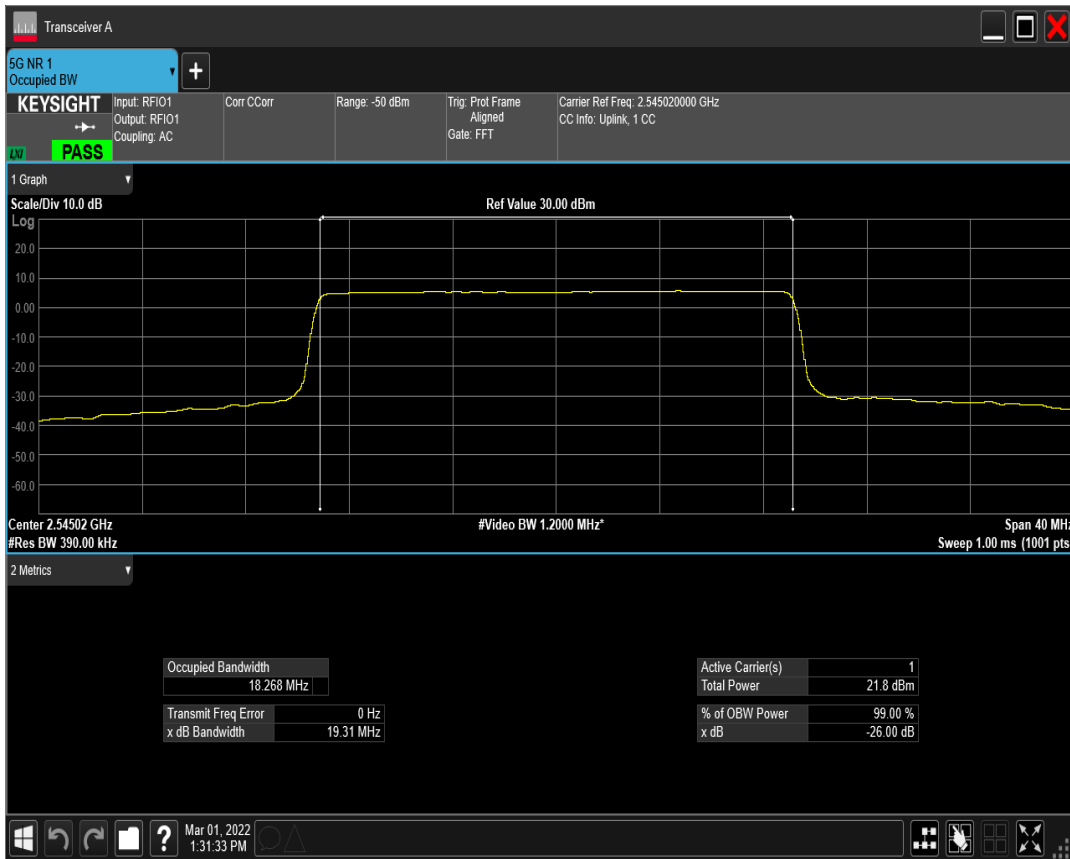 Transceiver A
5G NR 1
Occupied BW
KEYSIGHT
LXI
PASS
Input: RFIO1
Output: RFIO1
Coupling: AC
Corr CCorr
Range: -50 dBm
Trig: Prot Frame
Aligned
Gate: FFT
Carrier Ref Freq: 2.545020000 GHz
CC Info: Uplink, 1 CC
1 Graph
Scale/Div 10.0 dB
Ref Value 30.00 dBm
Log
20.0
10.0
0.00
-10.0
-20.0
-30.0
-40.0
-50.0
-60.0
Center 2.54502 GHz
#Video BW 1.2000 MHz*
Span 40 MHz
#Res BW 390.00 kHz
Sweep 1.00 ms (1001 pts
2 Metrics
Occupied Bandwidth
18.268 MHz
Transmit Freq Error 0 Hz
x dB Bandwidth 19.31 MHz
Active Carrier(s) 1
Total Power 21.8 dBm
% of OBW Power 99.00 %
x dB -26.00 dB
Mar 01, 2022
1:31:33 PM